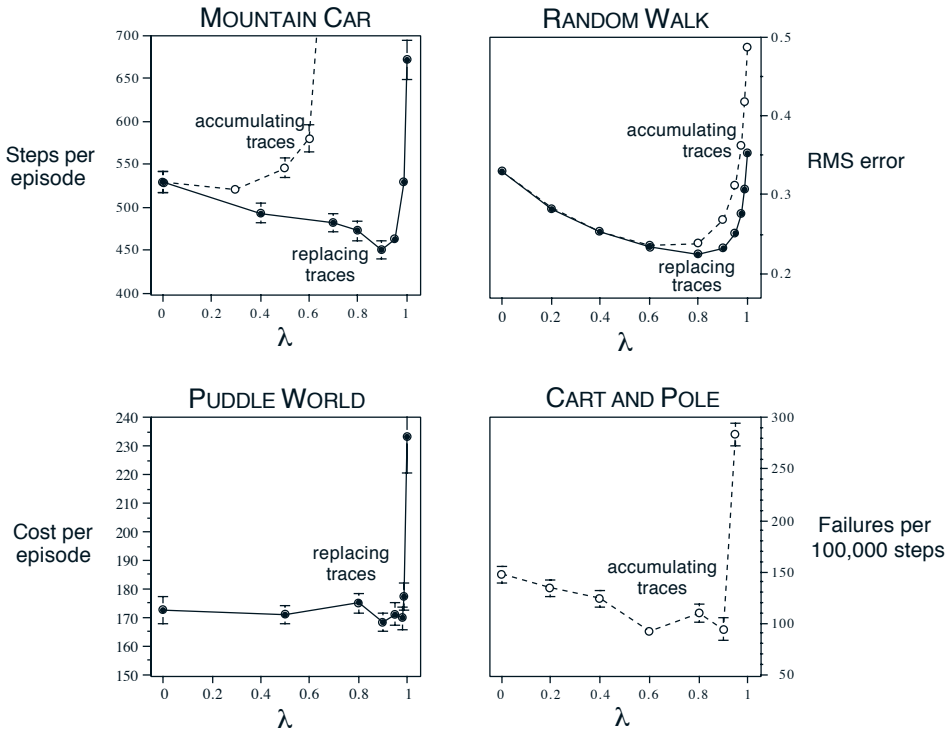 MOUNTAIN CAR
700
650
600
550
500
450
400
Steps per
episode
accumulating
traces
replacing
traces
0 0.2 0.4 0.6 0.8 1
λ
RANDOM WALK
0.5
0.4
0.3
0.2
RMS error
accumulating
traces
replacing
traces
0 0.2 0.4 0.6 0.8 1
λ
PUDDLE WORLD
240
230
220
210
200
190
180
170
160
150
Cost per
episode
replacing
traces
0 0.2 0.4 0.6 0.8 1
λ
CART AND POLE
300
250
200
150
100
50
Failures per
100,000 steps
accumulating
traces
0 0.2 0.4 0.6 0.8 1
λ